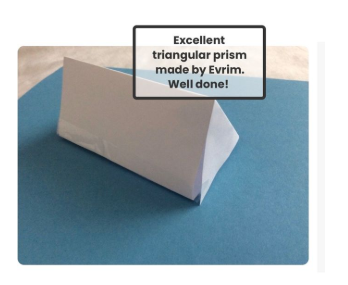 Excellent
triangular prism
made by Evrim.
Well done!